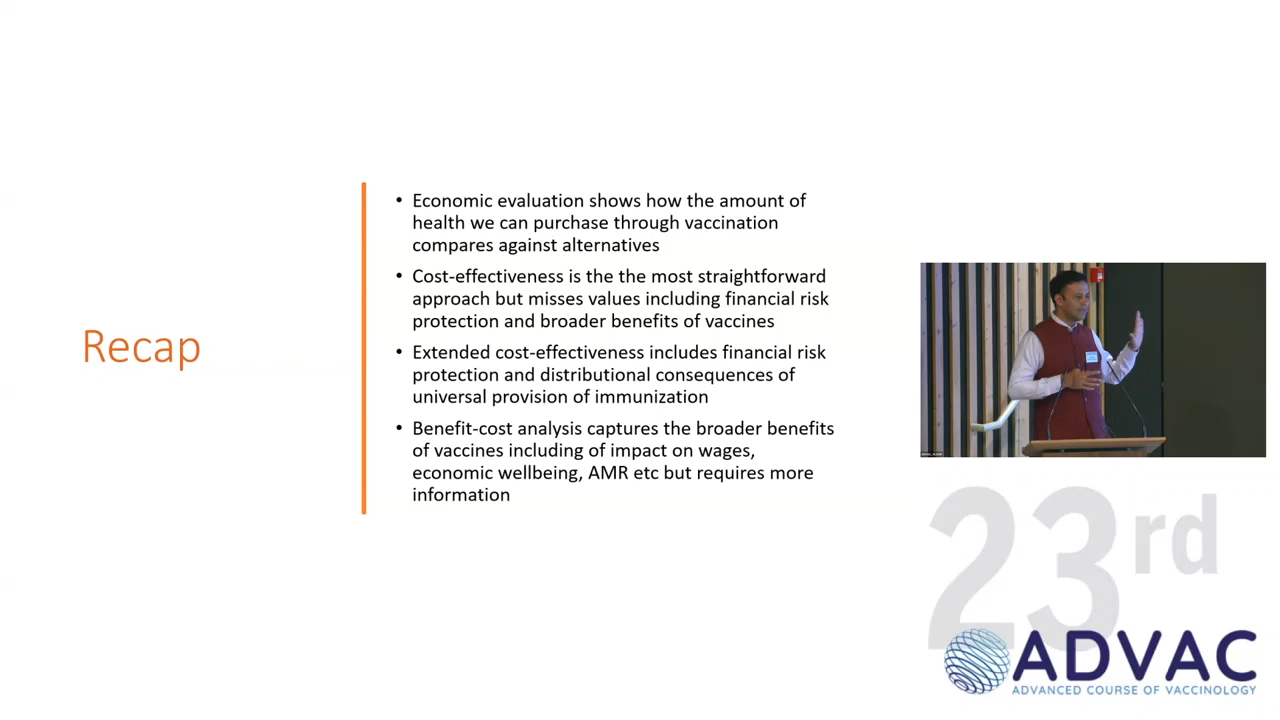 Recap
• Economic evaluation shows how the amount of
health we can purchase through vaccination
compares against alternatives
• Cost-effectiveness is the the most straightforward
approach but misses values including financial risk
protection and broader benefits of vaccines
• Extended cost-effectiveness includes financial risk
protection and distributional consequences of
universal provision of immunization
• Benefit-cost analysis captures the broader benefits
of vaccines including of impact on wages,
economic wellbeing, AMR etc but requires more
information
23rd
ADVAC
ADVANCED COURSE OF VACCINOLOGY